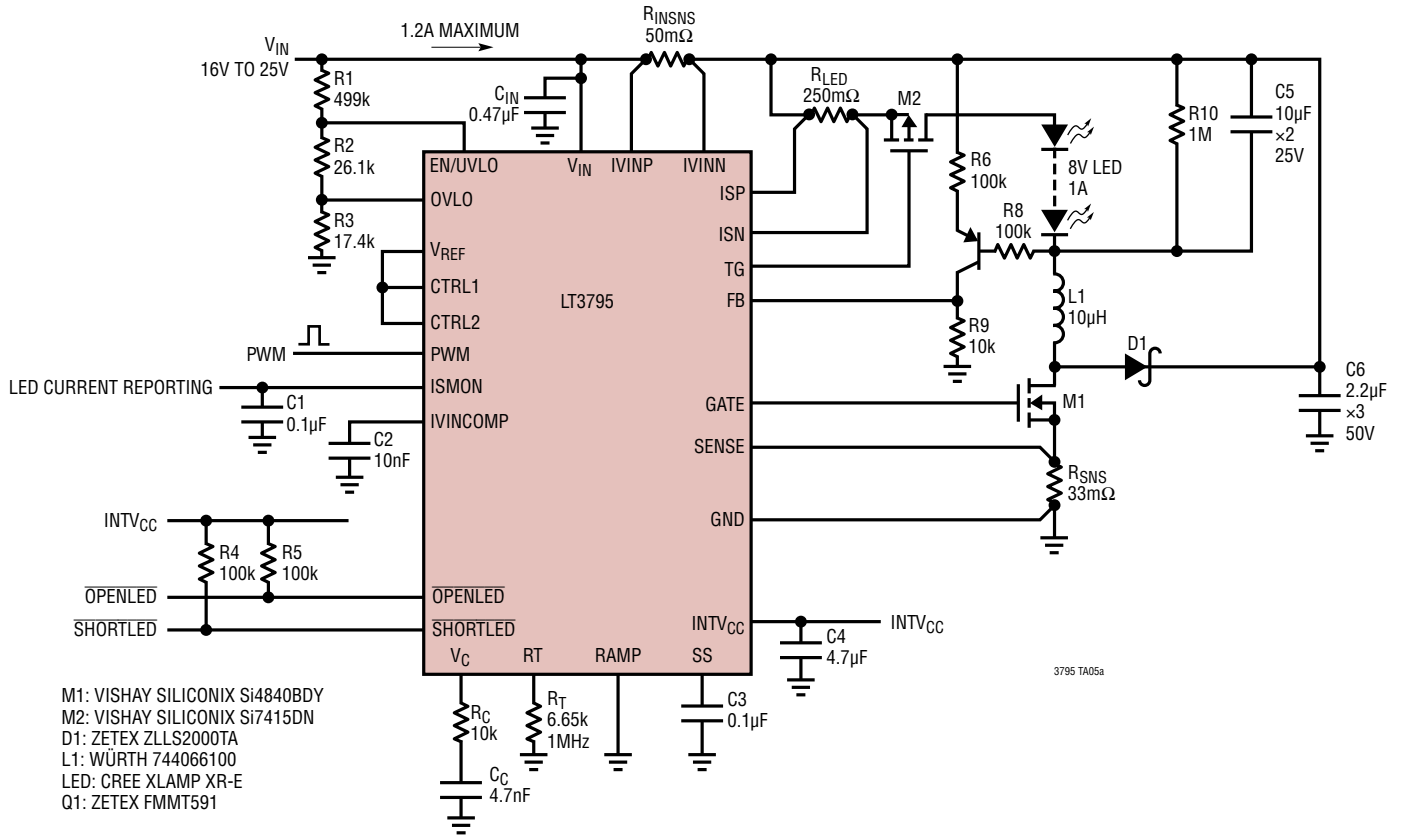 V_IN
16V TO 25V
1.2A MAXIMUM
R_INSNS
50mΩ
R1
499k
C_IN
0.47µF
R_LED
250mΩ
M2
R10
1M
C5
10µF
×2
25V
R2
26.1k
R6
100k
8V LED
1A
EN/UVLO
V_IN
IVINP
IVINN
ISP
OVLO
R3
17.4k
R8
100k
ISN
V_REF
TG
CTRL1
LT3795
FB
L1
10µH
CTRL2
R9
10k
PWM
PWM
D1
LED CURRENT REPORTING
ISMON
C6
2.2µF
×3
50V
C1
0.1µF
GATE
M1
IVINCOMP
C2
10nF
SENSE
R_SNS
33mΩ
GND
INTV_CC
R4
100k
R5
100k
OPENLED
OPENLED
SHORTLED
SHORTLED
INTV_CC
INTV_CC
C4
4.7µF
V_C
RT
RAMP
SS
3795 TA05a
R_C
10k
R_T
6.65k
1MHz
C3
0.1µF
C_C
4.7nF
M1: VISHAY SILICONIX Si4840BDY
M2: VISHAY SILICONIX Si7415DN
D1: ZETEX ZLLS2000TA
L1: WÜRTH 744066100
LED: CREE XLAMP XR-E
Q1: ZETEX FMMT591